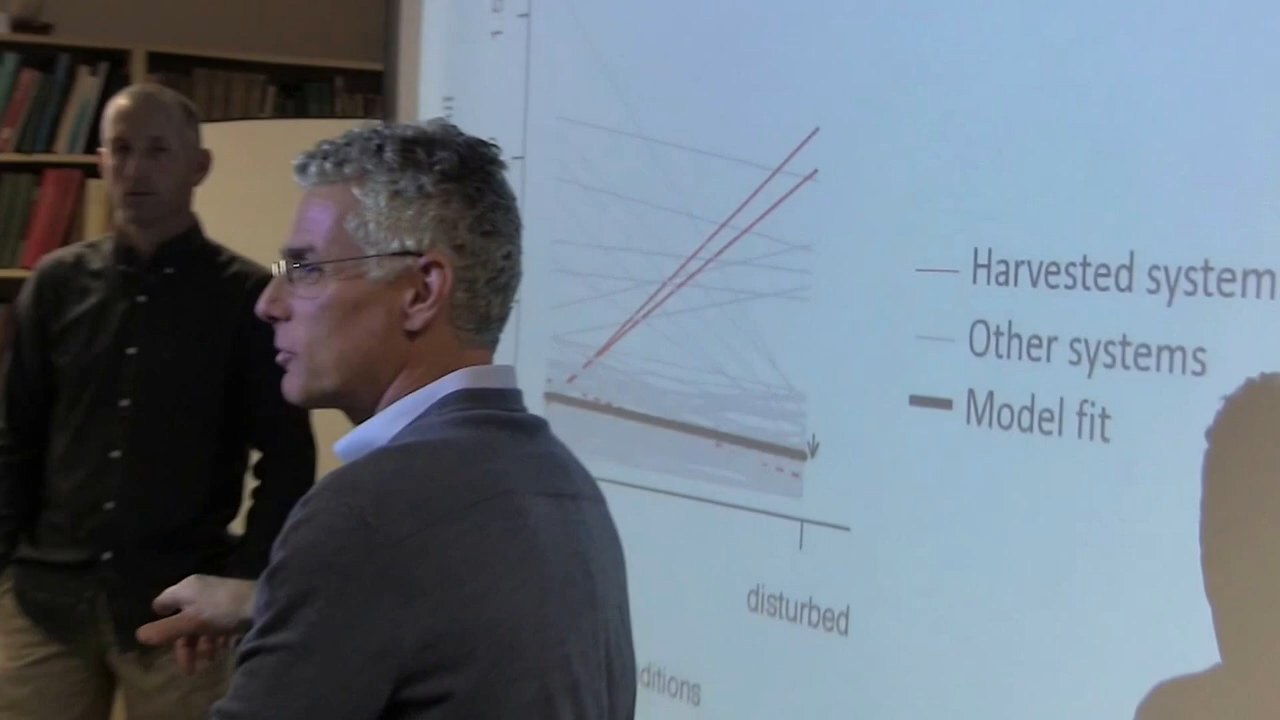 Harvested system
Other systems
Model fit
disturbed
ditions